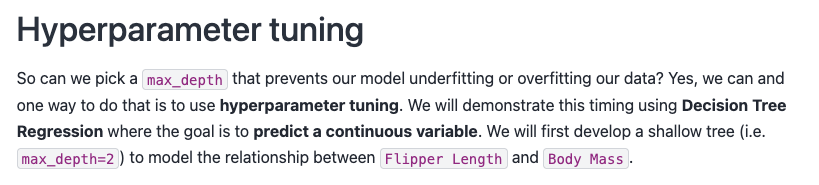 Hyperparameter tuning
So can we pick a max_depth that prevents our model underfitting or overfitting our data? Yes, we can and
one way to do that is to use hyperparameter tuning. We will demonstrate this timing using Decision Tree
Regression where the goal is to predict a continuous variable. We will first develop a shallow tree (i.e.
max_depth=2) to model the relationship between Flipper Length and Body Mass.